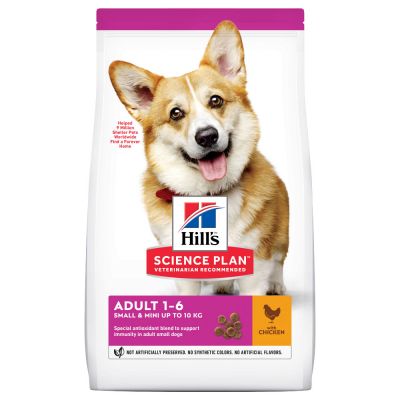 Helped
9 Million
Shelter Pets
Worldwide
Find a Forever
Home
Hill's
SCIENCE PLAN™
VETERINARIAN RECOMMENDED
ADULT 1-6
SMALL & MINI UP TO 10 KG
Special antioxidant blend to support
immunity in adult small dogs
with
CHICKEN
NOT ARTIFICIALLY PRESERVED. NO SYNTHETIC COLORS. NO ARTIFICIAL FLAVORS.